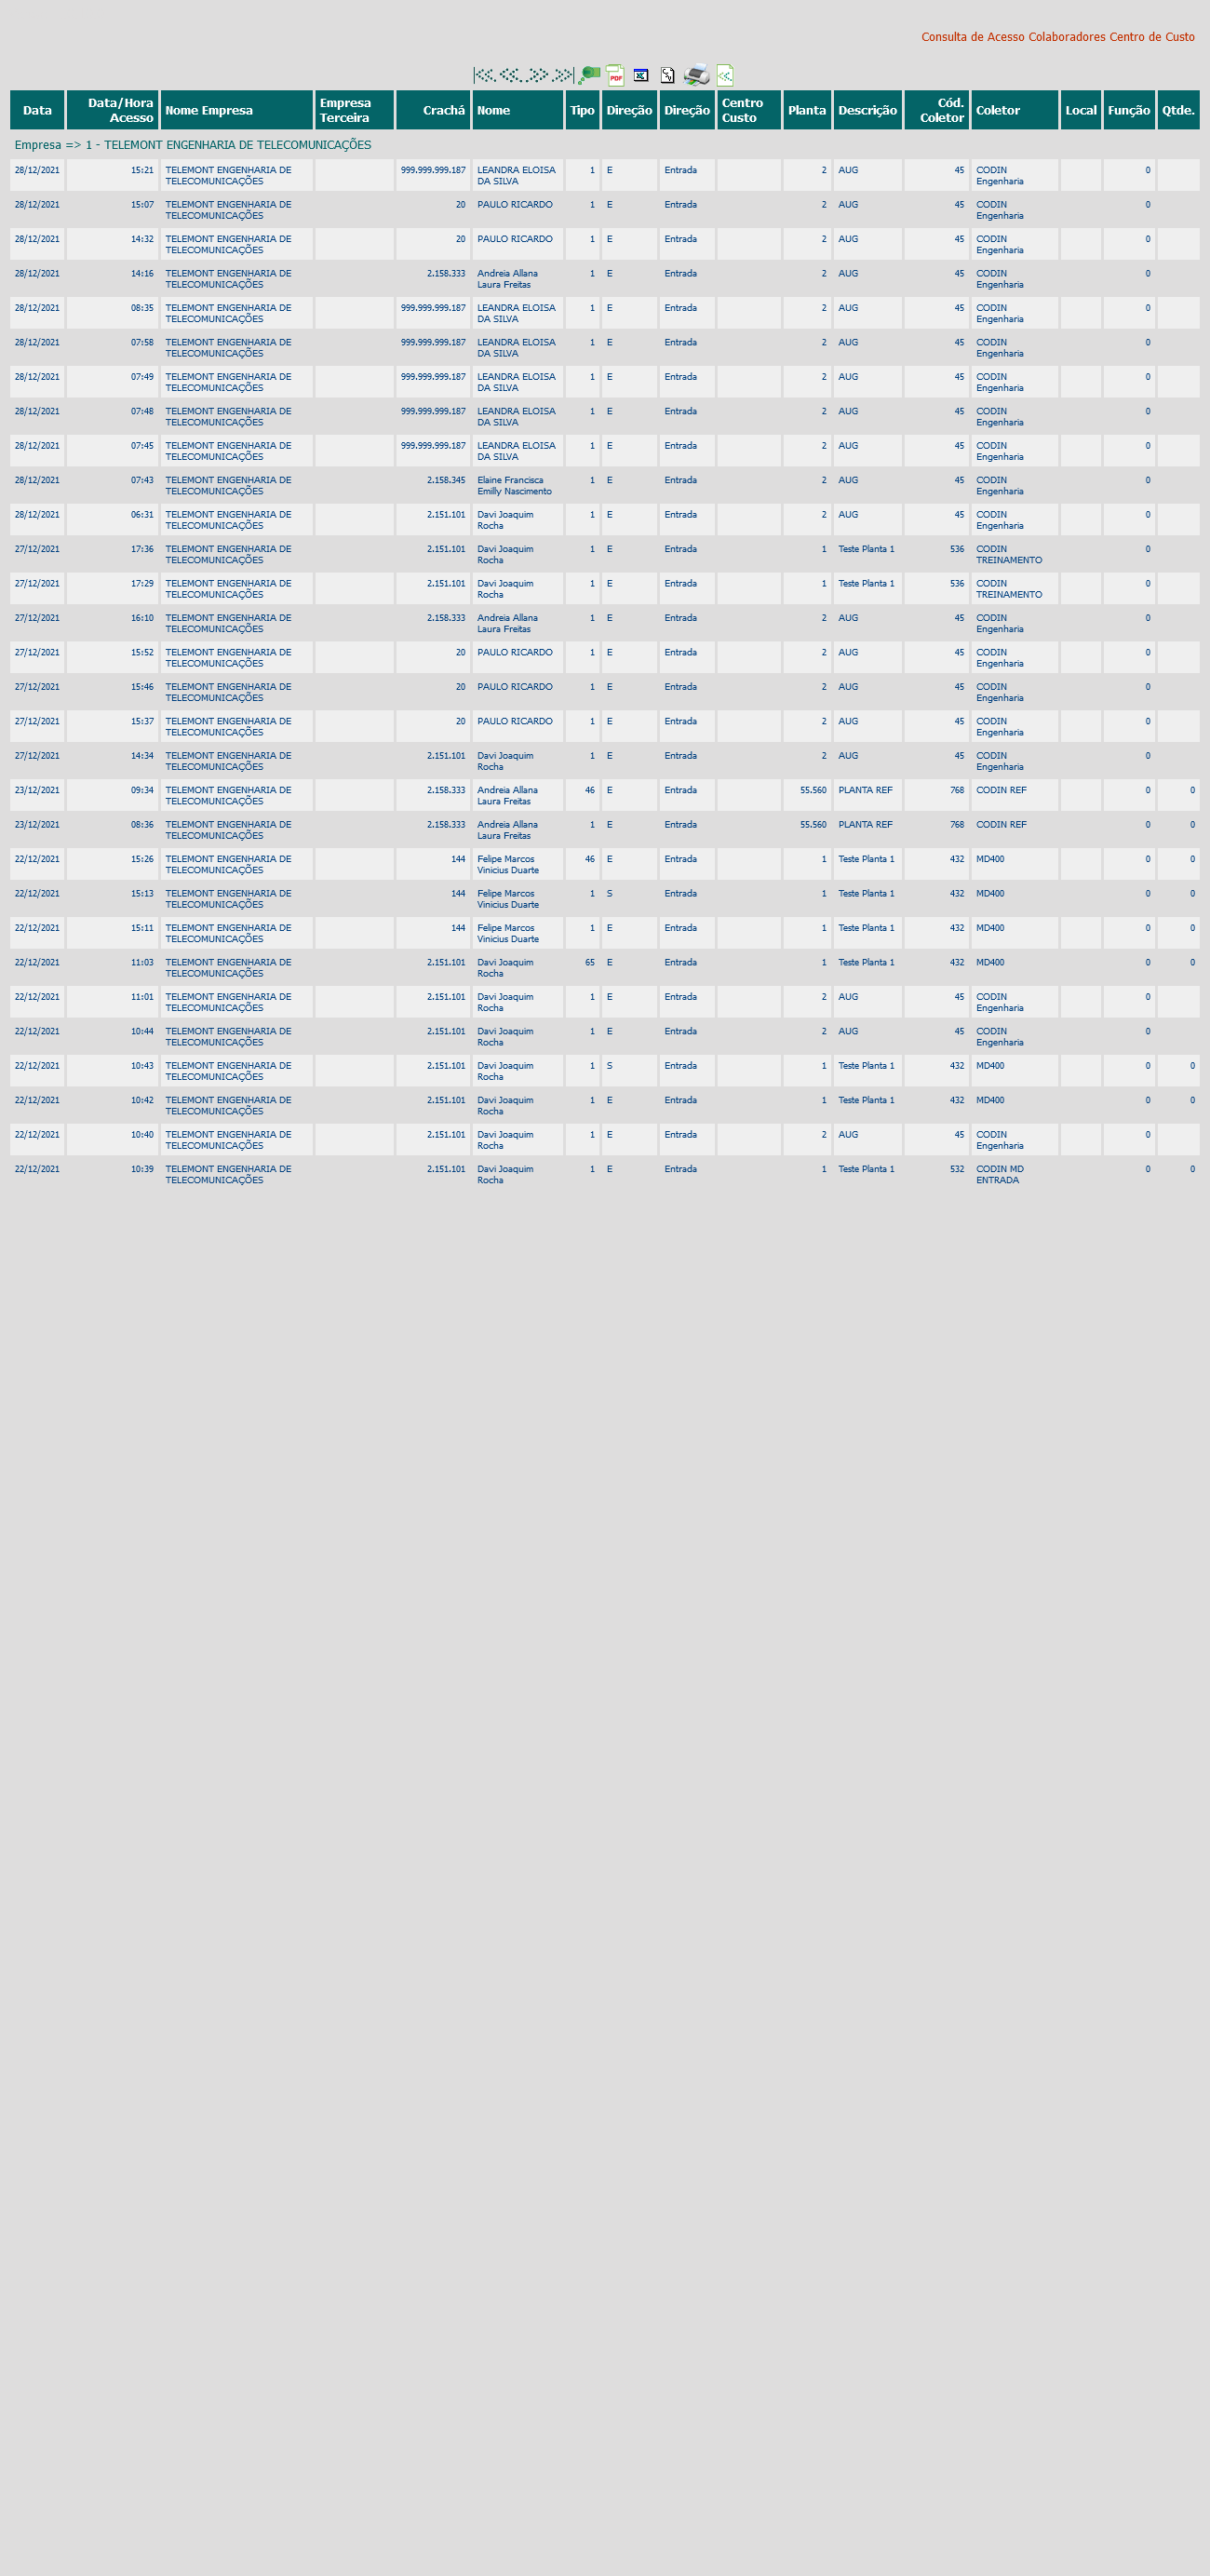 Consulta de Acesso Colaboradores Centro de Custo
PDF
Data Data/Hora Acesso Nome Empresa Empresa Terceira Crachá Nome Tipo Direção Direção Centro Custo Planta Descrição Cód. Coletor Coletor Local Função Qtde.
Empresa => 1 - TELEMONT ENGENHARIA DE TELECOMUNICAÇÕES
28/12/2021 15:21 TELEMONT ENGENHARIA DE TELECOMUNICAÇÕES 999.999.999.187 LEANDRA ELOISA DA SILVA 1 E Entrada 2 AUG 45 CODIN Engenharia 0
28/12/2021 15:07 TELEMONT ENGENHARIA DE TELECOMUNICAÇÕES 20 PAULO RICARDO 1 E Entrada 2 AUG 45 CODIN Engenharia 0
28/12/2021 14:32 TELEMONT ENGENHARIA DE TELECOMUNICAÇÕES 20 PAULO RICARDO 1 E Entrada 2 AUG 45 CODIN Engenharia 0
28/12/2021 14:16 TELEMONT ENGENHARIA DE TELECOMUNICAÇÕES 2.158.333 Andreia Allana Laura Freitas 1 E Entrada 2 AUG 45 CODIN Engenharia 0
28/12/2021 08:35 TELEMONT ENGENHARIA DE TELECOMUNICAÇÕES 999.999.999.187 LEANDRA ELOISA DA SILVA 1 E Entrada 2 AUG 45 CODIN Engenharia 0
28/12/2021 07:58 TELEMONT ENGENHARIA DE TELECOMUNICAÇÕES 999.999.999.187 LEANDRA ELOISA DA SILVA 1 E Entrada 2 AUG 45 CODIN Engenharia 0
28/12/2021 07:49 TELEMONT ENGENHARIA DE TELECOMUNICAÇÕES 999.999.999.187 LEANDRA ELOISA DA SILVA 1 E Entrada 2 AUG 45 CODIN Engenharia 0
28/12/2021 07:48 TELEMONT ENGENHARIA DE TELECOMUNICAÇÕES 999.999.999.187 LEANDRA ELOISA DA SILVA 1 E Entrada 2 AUG 45 CODIN Engenharia 0
28/12/2021 07:45 TELEMONT ENGENHARIA DE TELECOMUNICAÇÕES 999.999.999.187 LEANDRA ELOISA DA SILVA 1 E Entrada 2 AUG 45 CODIN Engenharia 0
28/12/2021 07:43 TELEMONT ENGENHARIA DE TELECOMUNICAÇÕES 2.158.345 Elaine Francisca Emilly Nascimento 1 E Entrada 2 AUG 45 CODIN Engenharia 0
28/12/2021 06:31 TELEMONT ENGENHARIA DE TELECOMUNICAÇÕES 2.151.101 Davi Joaquim Rocha 1 E Entrada 2 AUG 45 CODIN Engenharia 0
27/12/2021 17:36 TELEMONT ENGENHARIA DE TELECOMUNICAÇÕES 2.151.101 Davi Joaquim Rocha 1 E Entrada 1 Teste Planta 1 536 CODIN TREINAMENTO 0
27/12/2021 17:29 TELEMONT ENGENHARIA DE TELECOMUNICAÇÕES 2.151.101 Davi Joaquim Rocha 1 E Entrada 1 Teste Planta 1 536 CODIN TREINAMENTO 0
27/12/2021 16:10 TELEMONT ENGENHARIA DE TELECOMUNICAÇÕES 2.158.333 Andreia Allana Laura Freitas 1 E Entrada 2 AUG 45 CODIN Engenharia 0
27/12/2021 15:52 TELEMONT ENGENHARIA DE TELECOMUNICAÇÕES 20 PAULO RICARDO 1 E Entrada 2 AUG 45 CODIN Engenharia 0
27/12/2021 15:46 TELEMONT ENGENHARIA DE TELECOMUNICAÇÕES 20 PAULO RICARDO 1 E Entrada 2 AUG 45 CODIN Engenharia 0
27/12/2021 15:37 TELEMONT ENGENHARIA DE TELECOMUNICAÇÕES 20 PAULO RICARDO 1 E Entrada 2 AUG 45 CODIN Engenharia 0
27/12/2021 14:34 TELEMONT ENGENHARIA DE TELECOMUNICAÇÕES 2.151.101 Davi Joaquim Rocha 1 E Entrada 2 AUG 45 CODIN Engenharia 0
23/12/2021 09:34 TELEMONT ENGENHARIA DE TELECOMUNICAÇÕES 2.158.333 Andreia Allana Laura Freitas 46 E Entrada 55.560 PLANTA REF 768 CODIN REF 0 0
23/12/2021 08:36 TELEMONT ENGENHARIA DE TELECOMUNICAÇÕES 2.158.333 Andreia Allana Laura Freitas 1 E Entrada 55.560 PLANTA REF 768 CODIN REF 0 0
22/12/2021 15:26 TELEMONT ENGENHARIA DE TELECOMUNICAÇÕES 144 Felipe Marcos Vinicius Duarte 46 E Entrada 1 Teste Planta 1 432 MD400 0 0
22/12/2021 15:13 TELEMONT ENGENHARIA DE TELECOMUNICAÇÕES 144 Felipe Marcos Vinicius Duarte 1 S Entrada 1 Teste Planta 1 432 MD400 0 0
22/12/2021 15:11 TELEMONT ENGENHARIA DE TELECOMUNICAÇÕES 144 Felipe Marcos Vinicius Duarte 1 E Entrada 1 Teste Planta 1 432 MD400 0 0
22/12/2021 11:03 TELEMONT ENGENHARIA DE TELECOMUNICAÇÕES 2.151.101 Davi Joaquim Rocha 65 E Entrada 1 Teste Planta 1 432 MD400 0 0
22/12/2021 11:01 TELEMONT ENGENHARIA DE TELECOMUNICAÇÕES 2.151.101 Davi Joaquim Rocha 1 E Entrada 2 AUG 45 CODIN Engenharia 0
22/12/2021 10:44 TELEMONT ENGENHARIA DE TELECOMUNICAÇÕES 2.151.101 Davi Joaquim Rocha 1 E Entrada 2 AUG 45 CODIN Engenharia 0
22/12/2021 10:43 TELEMONT ENGENHARIA DE TELECOMUNICAÇÕES 2.151.101 Davi Joaquim Rocha 1 S Entrada 1 Teste Planta 1 432 MD400 0 0
22/12/2021 10:42 TELEMONT ENGENHARIA DE TELECOMUNICAÇÕES 2.151.101 Davi Joaquim Rocha 1 E Entrada 1 Teste Planta 1 432 MD400 0 0
22/12/2021 10:40 TELEMONT ENGENHARIA DE TELECOMUNICAÇÕES 2.151.101 Davi Joaquim Rocha 1 E Entrada 2 AUG 45 CODIN Engenharia 0
22/12/2021 10:39 TELEMONT ENGENHARIA DE TELECOMUNICAÇÕES 2.151.101 Davi Joaquim Rocha 1 E Entrada 1 Teste Planta 1 532 CODIN MD ENTRADA 0 0